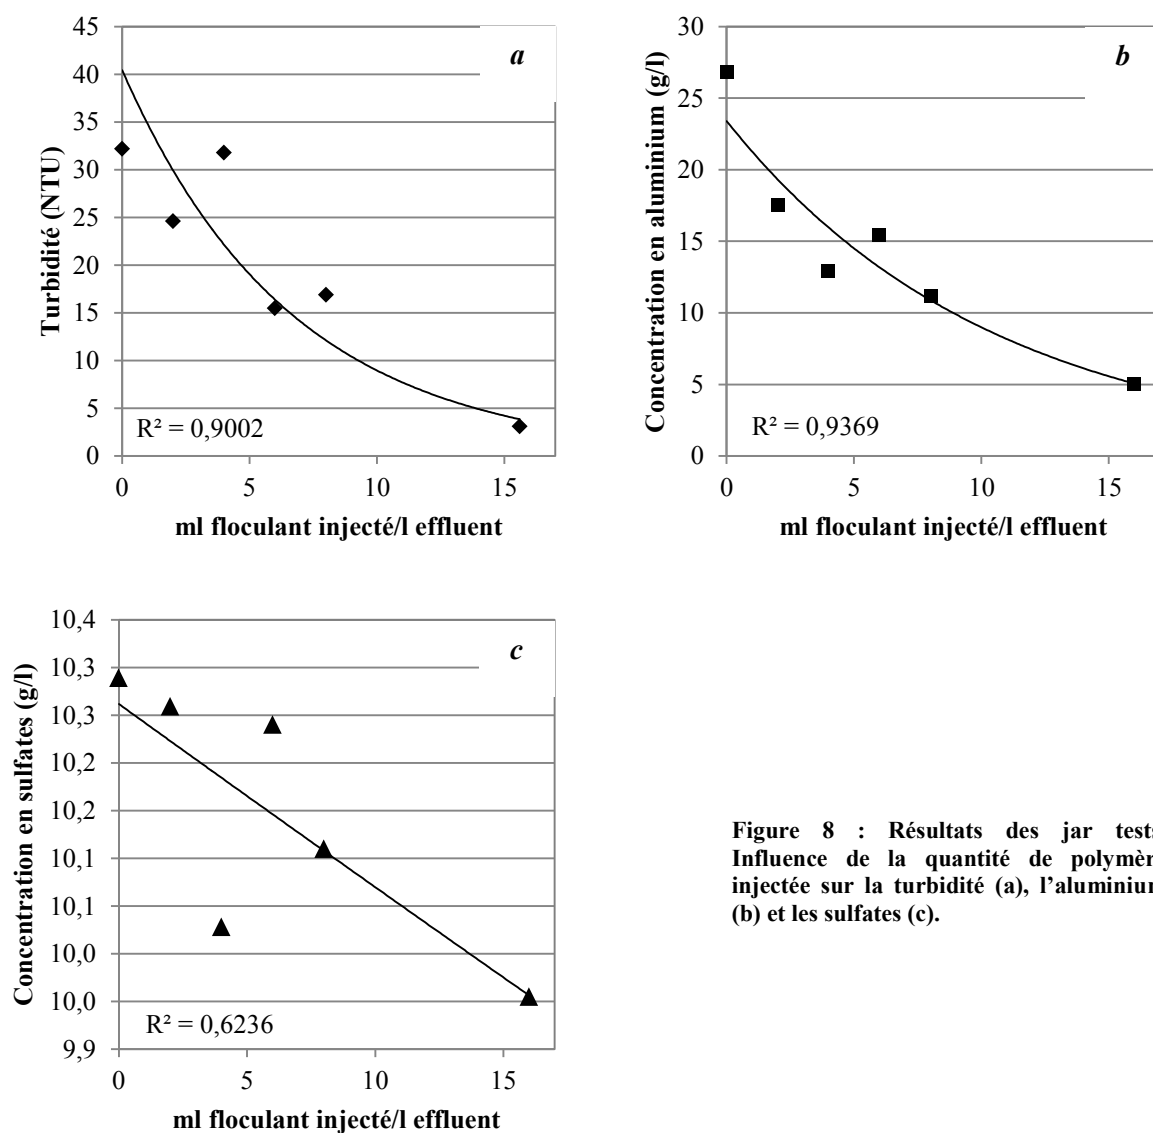 45
40
35
30
25
20
15
10
5
0
Turbidité (NTU)
a
R² = 0,9002
0 5 10 15
ml floculant injecté/l effluent
30
25
20
15
10
5
0
Concentration en aluminium (g/l)
b
R² = 0,9369
0 5 10 15
ml floculant injecté/l effluent
10,4
10,3
10,3
10,2
10,2
10,1
10,1
10,0
10,0
9,9
Concentration en sulfates (g/l)
c
R² = 0,6236
0 5 10 15
ml floculant injecté/l effluent
Figure 8 : Résultats des jar tests
Influence de la quantité de polymèr
injectée sur la turbidité (a), l’aluminiun
(b) et les sulfates (c).